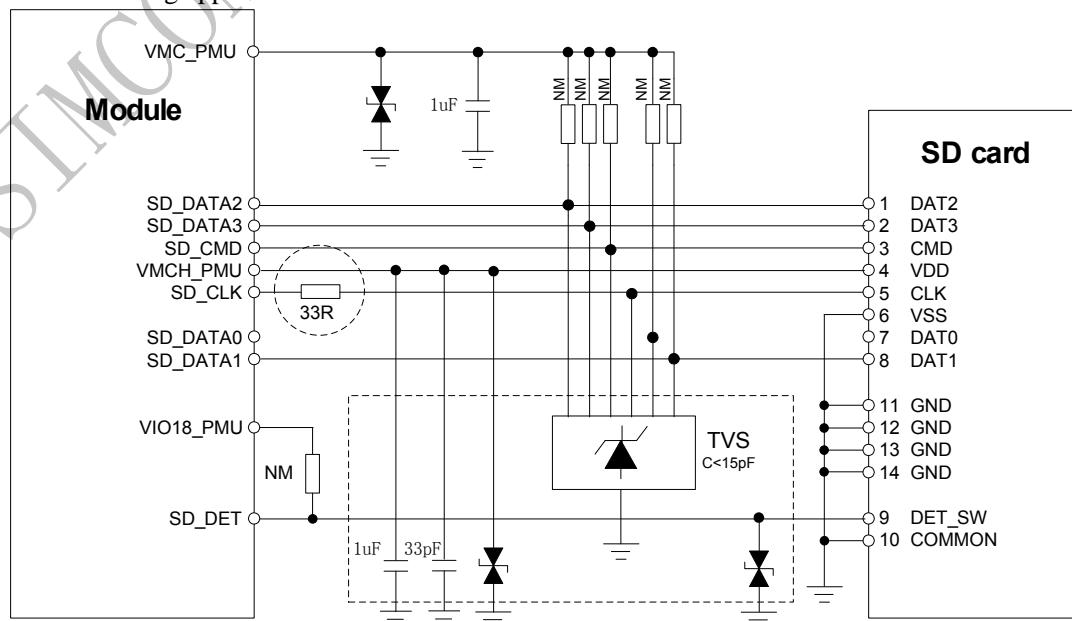 VMC_PMU
Module
1uF
NM
NM
NM
NM
NM
SD card
SD_DATA2
SD_DATA3
SD_CMD
VMCH_PMU
SD_CLK
33R
SD_DATA0
SD_DATA1
1 DAT2
2 DAT3
3 CMD
4 VDD
5 CLK
6 VSS
7 DAT0
8 DAT1
11 GND
12 GND
13 GND
14 GND
VIO18_PMU
NM
TVS
C<15pF
SD_DET
9 DET_SW
10 COMMON
1uF
33pF
SIMCOM